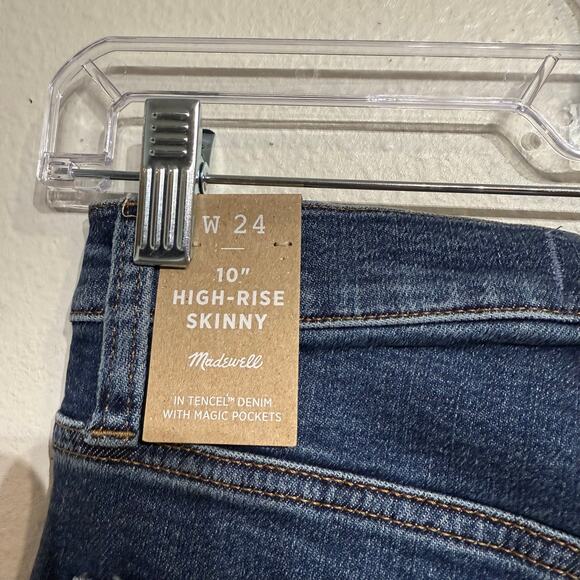 W 24
10"
HIGH-RISE
SKINNY
Madewell
IN TENCEL™ DENIM
WITH MAGIC POCKETS